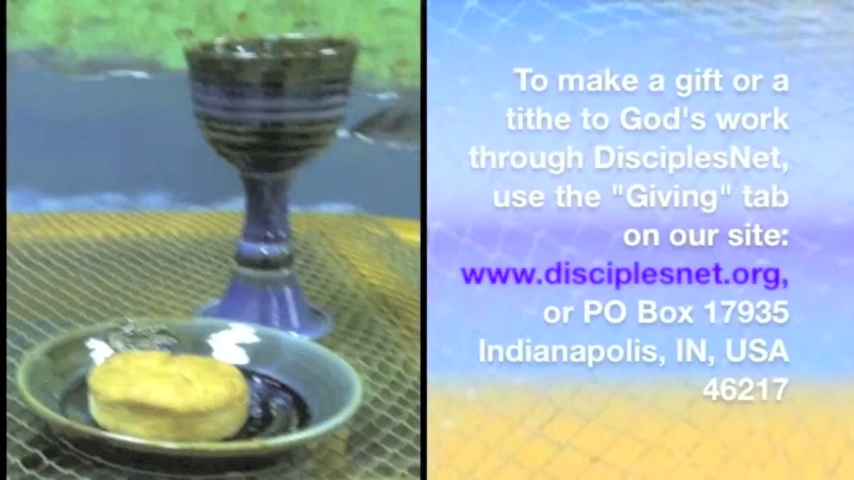 To make a gift or a
tithe to God's work
through DisciplesNet,
use the "Giving" tab
on our site:
www.disciplesnet.org,
or PO Box 17935
Indianapolis, IN, USA
46217